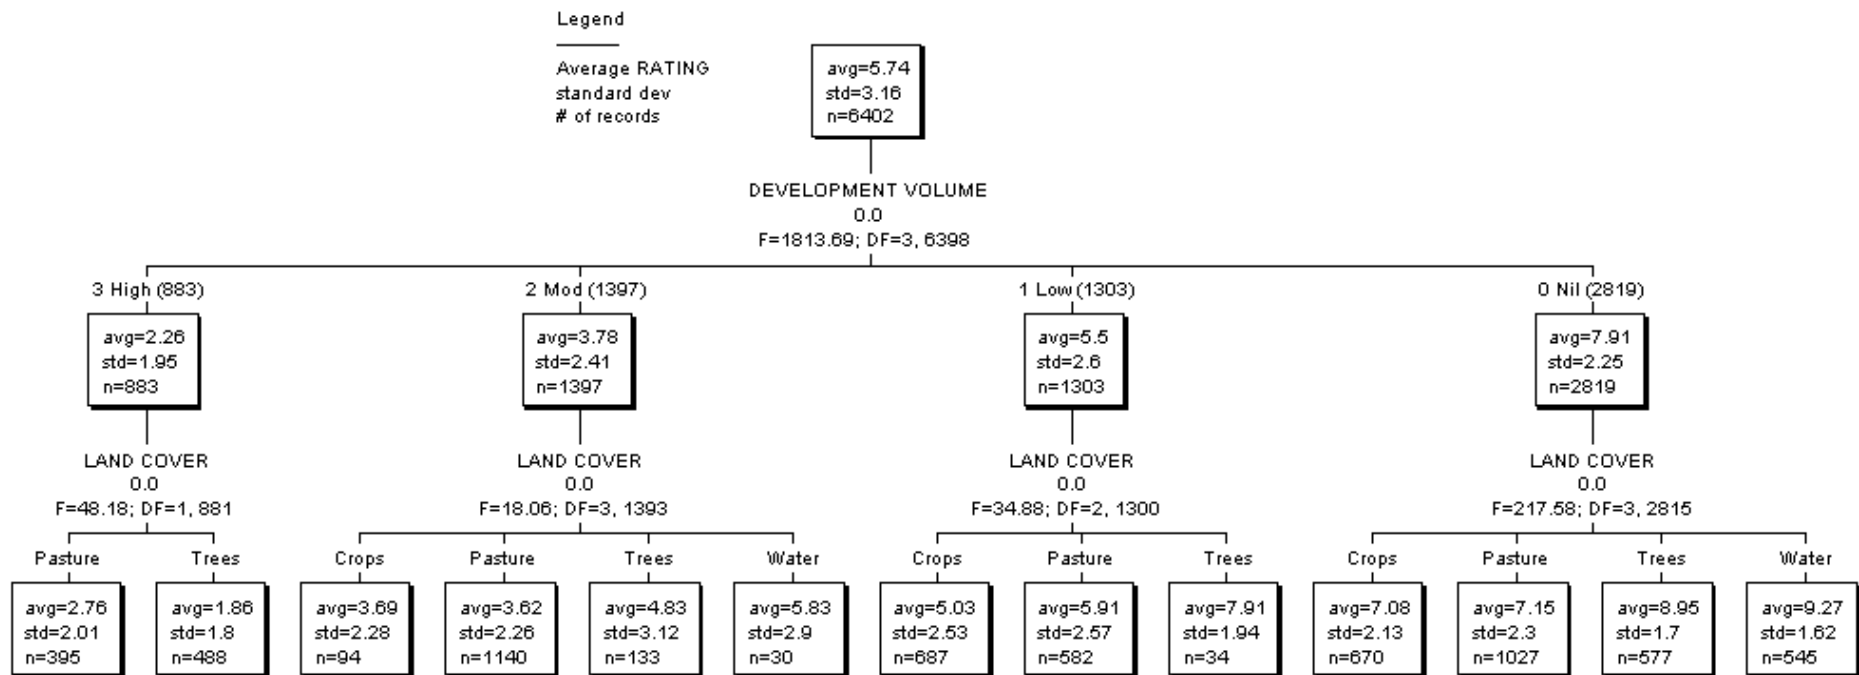 Legend
Average RATING
standard dev
# of records
avg=5.74
std=3.16
n=6402
DEVELOPMENT VOLUME
0.0
F=1813.69; DF=3, 6398
3 High (883)
2 Mod (1397)
1 Low (1303)
0 Nil (2819)
avg=2.26
std=1.95
n=883
avg=3.78
std=2.41
n=1397
avg=5.5
std=2.6
n=1303
avg=7.91
std=2.25
n=2819
LAND COVER
0.0
F=48.18; DF=1, 881
LAND COVER
0.0
F=18.06; DF=3, 1393
LAND COVER
0.0
F=34.88; DF=2, 1300
LAND COVER
0.0
F=217.58; DF=3, 2815
Pasture
avg=2.76
std=2.01
n=395
Trees
avg=1.86
std=1.8
n=488
Crops
avg=3.69
std=2.28
n=94
Pasture
avg=3.62
std=2.26
n=1140
Trees
avg=4.83
std=3.12
n=133
Water
avg=5.83
std=2.9
n=30
Crops
avg=5.03
std=2.53
n=687
Pasture
avg=5.91
std=2.57
n=582
Trees
avg=7.91
std=1.94
n=34
Crops
avg=7.08
std=2.13
n=670
Pasture
avg=7.15
std=2.3
n=1027
Trees
avg=8.95
std=1.7
n=577
Water
avg=9.27
std=1.62
n=545